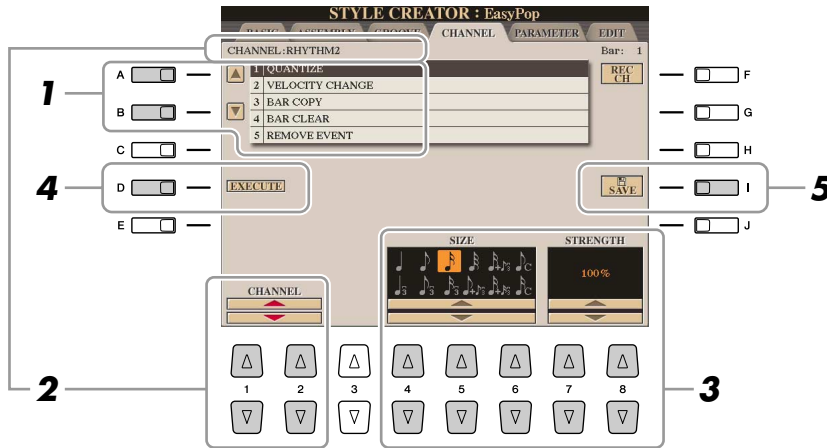 STYLE CREATOR : EasyPop
BASIC ASSEMBLY GROOVE CHANNEL PARAMETER EDIT
CHANNEL:RHYTHM2
Bar: 1
1 QUANTIZE
2 VELOCITY CHANGE
3 BAR COPY
4 BAR CLEAR
5 REMOVE EVENT
REC
CH
A
B
C
D
E
F
G
H
I
J
1
4
5
EXECUTE
SAVE
SIZE
STRENGTH
100%
CHANNEL
2
3
1 2 3 4 5 6 7 8